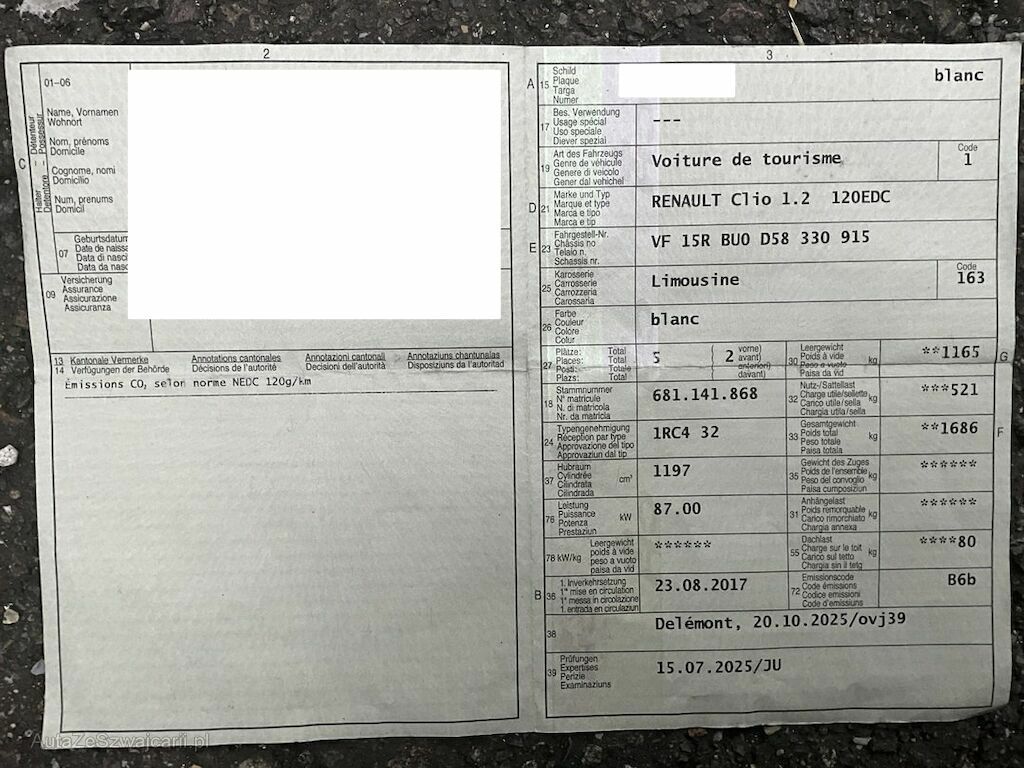 2
01-06
C
Halter – Détenteur
Detentore – Possessur
Name, Vornamen
Wohnort
Nom, prénoms
Domicile
Cognome, nomi
Domicilio
Num, prenums
Domicil
07
Geburtsdatum
Date de naiss
Data di nasci
Data da nasc
09
Versicherung
Assurance
Assicurazione
Assicuranza
13 Kantonale Vermerke Annotations cantonales Annotazioni cantonali Annotaziuns chantunalas
14 Verfügungen der Behörde Décisions de l'autorité Decisioni dell'autorità Disposiziuns da l'autoritad
Emissions CO₂ selon norme NEDC 120g/km
3
A 15
Schild
Plaque
Targa
Numer
blanc
17
Bes. Verwendung
Usage spécial
Uso speciale
Diever spezial
---
19
Art des Fahrzeugs
Genre de véhicule
Genere di veicolo
Gener dal vehichel
Voiture de tourisme
Code
1
D 21
Marke und Typ
Marque et type
Marca e tipo
Marca e tip
RENAULT Clio 1.2 120EDC
E 23
Fahrgestell-Nr.
Châssis no
Telaio n.
Schassis nr.
VF 15R BU0 D58 330 915
25
Karosserie
Carrosserie
Carrozzeria
Carossaria
Limousine
Code
163
26
Farbe
Couleur
Colore
Colur
blanc
27
Plätze: Total
Places: Total
Posti: Totale
Plazs: Total
5
2
vorne)
avant)
anteriori)
davant)
30
Leergewicht
Poids à vide
Peso a vuoto
Paisa da vid
kg
**1165
G
18
Stammnummer
N° matricule
N. di matricola
Nr. da matricla
681.141.868
32
Nutz-/Sattellast
Charge utile/sellette
Carico utile/sella
Chargia utila/sella
kg
***521
24
Typengenehmigung
Réception par type
Approvazione del tipo
Approvaziun dal tip
1RC4 32
33
Gesamtgewicht
Poids total
Peso totale
Paisa totala
kg
**1686
F
37
Hubraum
Cylindrée
Cilindrata
Cilindrada
cm³
1197
35
Gewicht des Zuges
Poids de l'ensemble
Peso del convoglio
Paisa cumposiziun
kg
******
76
Leistung
Puissance
Potenza
Prestaziun
kW
87.00
31
Anhängelast
Poids remorquable
Carico rimorchiato
Chargia annexa
kg
******
78 kW/kg
Leergewicht
poids à vide
peso a vuoto
paisa da vid
******
55
Dachlast
Charge sur le toit
Carico sul tetto
Chargia sin il tetg
kg
****80
B 36
1. Inverkehrsetzung
1re mise en circulation
1a messa in circolazione
1. entrada en circulaziun
23.08.2017
72
Emissionscode
Code émissions
Codice emissioni
Code d'emissiuns
B6b
38
Delémont, 20.10.2025/ovj39
39
Prüfungen
Expertises
Perizie
Examinaziuns
15.07.2025/JU
AutaZeSzwajcarii.pl